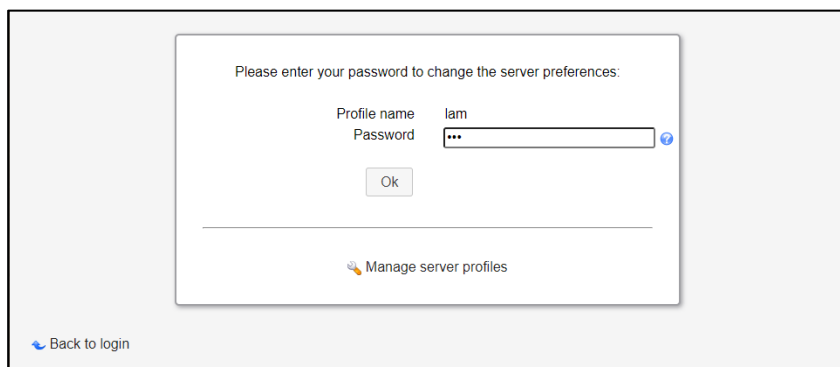 Please enter your password to change the server preferences:
Profile name lam
Password •••
Ok
Manage server profiles
Back to login